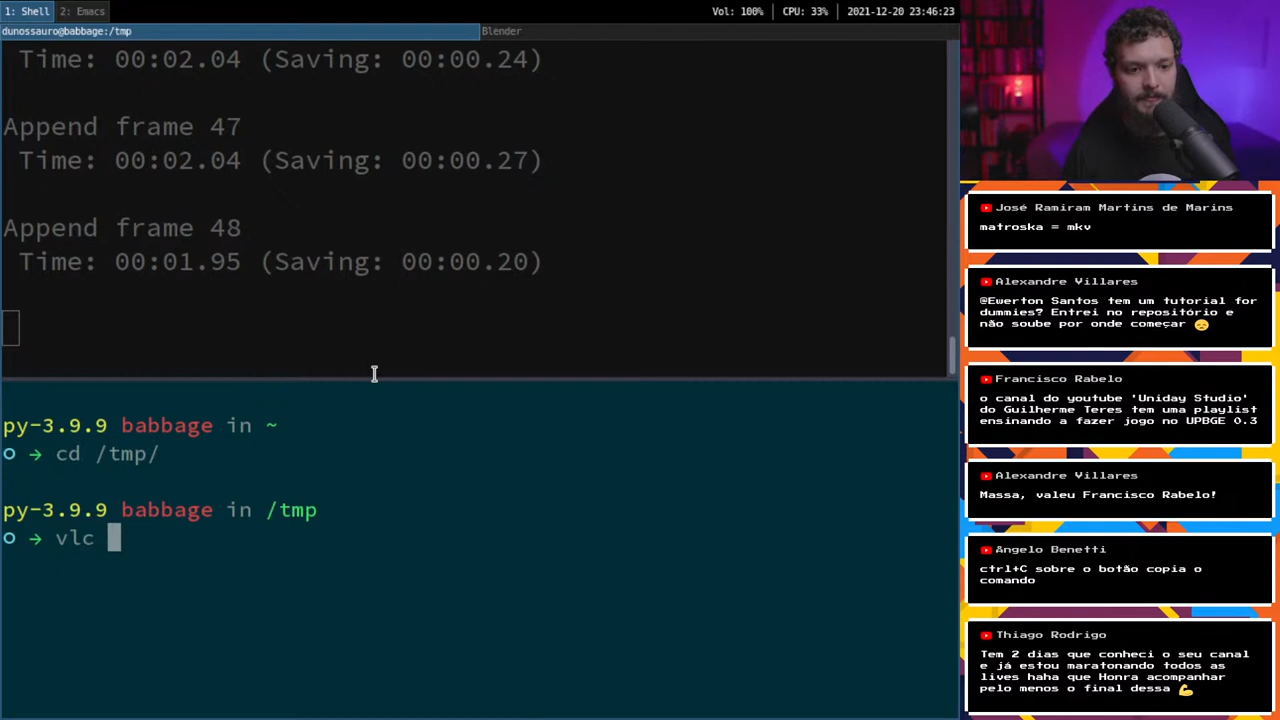 1: Shell 2: Emacs Vol: 100% CPU: 33% 2021-12-20 23:46:23
dunossauro@babbage:/tmp Blender
Time: 00:02.04 (Saving: 00:00.24)
Append frame 47
Time: 00:02.04 (Saving: 00:00.27)
Append frame 48
Time: 00:01.95 (Saving: 00:00.20)
py-3.9.9 babbage in ~
→ cd /tmp/
py-3.9.9 babbage in /tmp
→ vlc
José Ramiram Martins de Marins
matroska = mkv
Alexandre Villares
@Ewerton Santos tem um tutorial for
dummies? Entrei no repositório e
não soube por onde começar 😞
Francisco Rabelo
o canal do youtube 'Uniday Studio'
do Guilherme Teres tem uma playlist
ensinando a fazer jogo no UPBGE 0.3
Alexandre Villares
Massa, valeu Francisco Rabelo!
Angelo Benetti
ctrl+C sobre o botão copia o
comando
Thiago Rodrigo
Tem 2 dias que conheci o seu canal
e já estou maratonando todos as
lives haha que Honra acompanhar
pelo menos o final dessa 💪